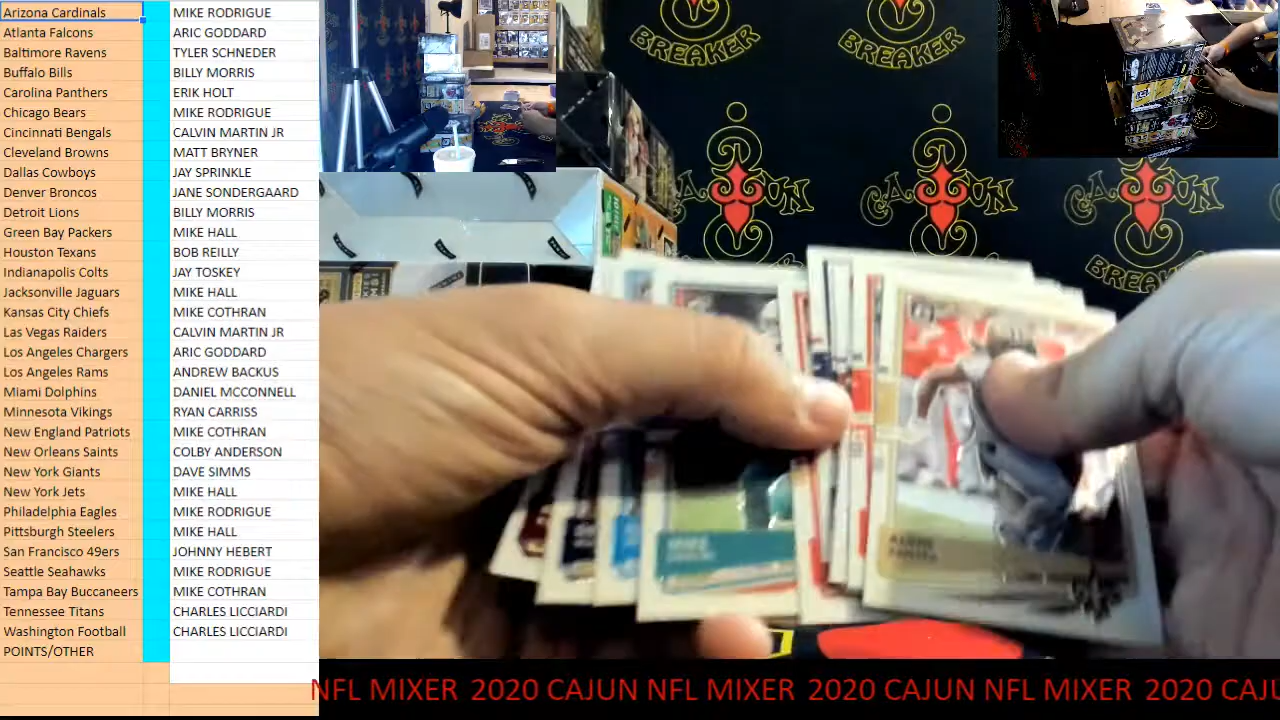 Arizona Cardinals MIKE RODRIGUE
Atlanta Falcons ARIC GODDARD
Baltimore Ravens TYLER SCHNEDER
Buffalo Bills BILLY MORRIS
Carolina Panthers ERIK HOLT
Chicago Bears MIKE RODRIGUE
Cincinnati Bengals CALVIN MARTIN JR
Cleveland Browns MATT BRYNER
Dallas Cowboys JAY SPRINKLE
Denver Broncos JANE SONDERGAARD
Detroit Lions BILLY MORRIS
Green Bay Packers MIKE HALL
Houston Texans BOB REILLY
Indianapolis Colts JAY TOSKEY
Jacksonville Jaguars MIKE HALL
Kansas City Chiefs MIKE COTHRAN
Las Vegas Raiders CALVIN MARTIN JR
Los Angeles Chargers ARIC GODDARD
Los Angeles Rams ANDREW BACKUS
Miami Dolphins DANIEL MCCONNELL
Minnesota Vikings RYAN CARRISS
New England Patriots MIKE COTHRAN
New Orleans Saints COLBY ANDERSON
New York Giants DAVE SIMMS
New York Jets MIKE HALL
Philadelphia Eagles MIKE RODRIGUE
Pittsburgh Steelers MIKE HALL
San Francisco 49ers JOHNNY HEBERT
Seattle Seahawks MIKE RODRIGUE
Tampa Bay Buccaneers MIKE COTHRAN
Tennessee Titans CHARLES LICCIARDI
Washington Football CHARLES LICCIARDI
POINTS/OTHER
BREAKER BREAKER
CAJUN CAJUN CAJUN
BREAKER
NFL MIXER 2020 CAJUN NFL MIXER 2020 CAJUN NFL MIXER 2020 CAJU